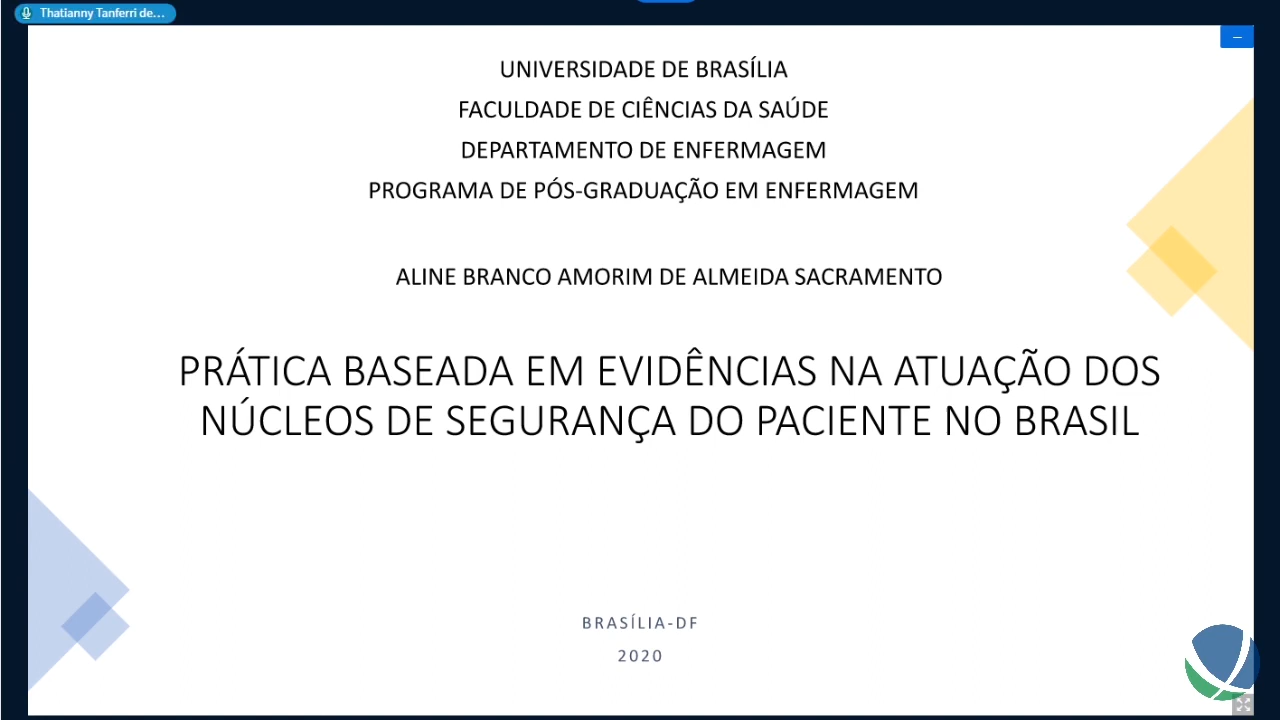 Thatianny Tanferri de...
UNIVERSIDADE DE BRASÍLIA
FACULDADE DE CIÊNCIAS DA SAÚDE
DEPARTAMENTO DE ENFERMAGEM
PROGRAMA DE PÓS-GRADUAÇÃO EM ENFERMAGEM
ALINE BRANCO AMORIM DE ALMEIDA SACRAMENTO
PRÁTICA BASEADA EM EVIDÊNCIAS NA ATUAÇÃO DOS
NÚCLEOS DE SEGURANÇA DO PACIENTE NO BRASIL
BRASÍLIA-DF
2020